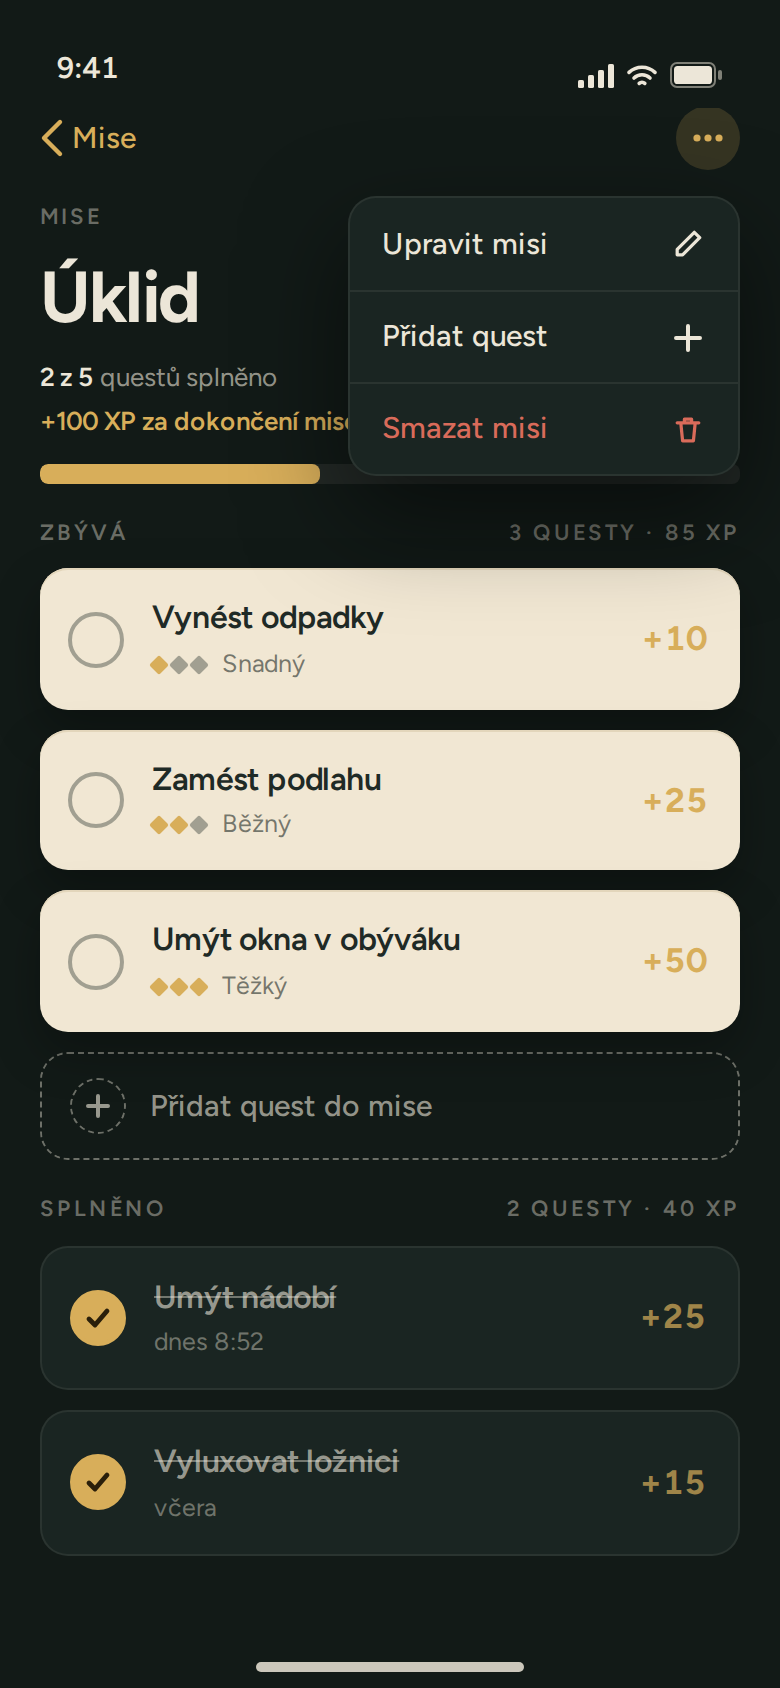 9:41
Mise
MISE
Úklid
2 z 5 questů splněno
+100 XP za dokončení mise
Upravit misi
Přidat quest
Smazat misi
ZBÝVÁ
3 QUESTY · 85 XP
Vynést odpadky
Snadný
+10
Zamést podlahu
Běžný
+25
Umýt okna v obýváku
Těžký
+50
Přidat quest do mise
SPLNĚNO
2 QUESTY · 40 XP
Umýt nádobí
dnes 8:52
+25
Vyluxovat ložnici
včera
+15